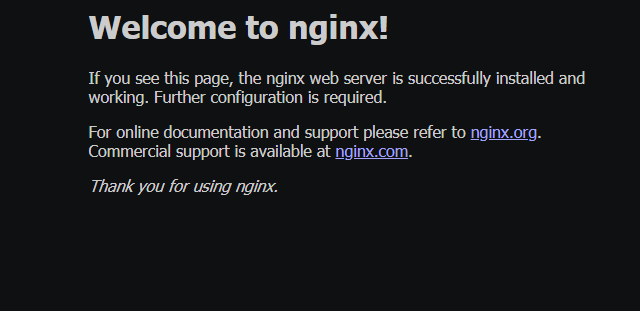 Welcome to nginx!
If you see this page, the nginx web server is successfully installed and
working. Further configuration is required.
For online documentation and support please refer to nginx.org.
Commercial support is available at nginx.com.
Thank you for using nginx.